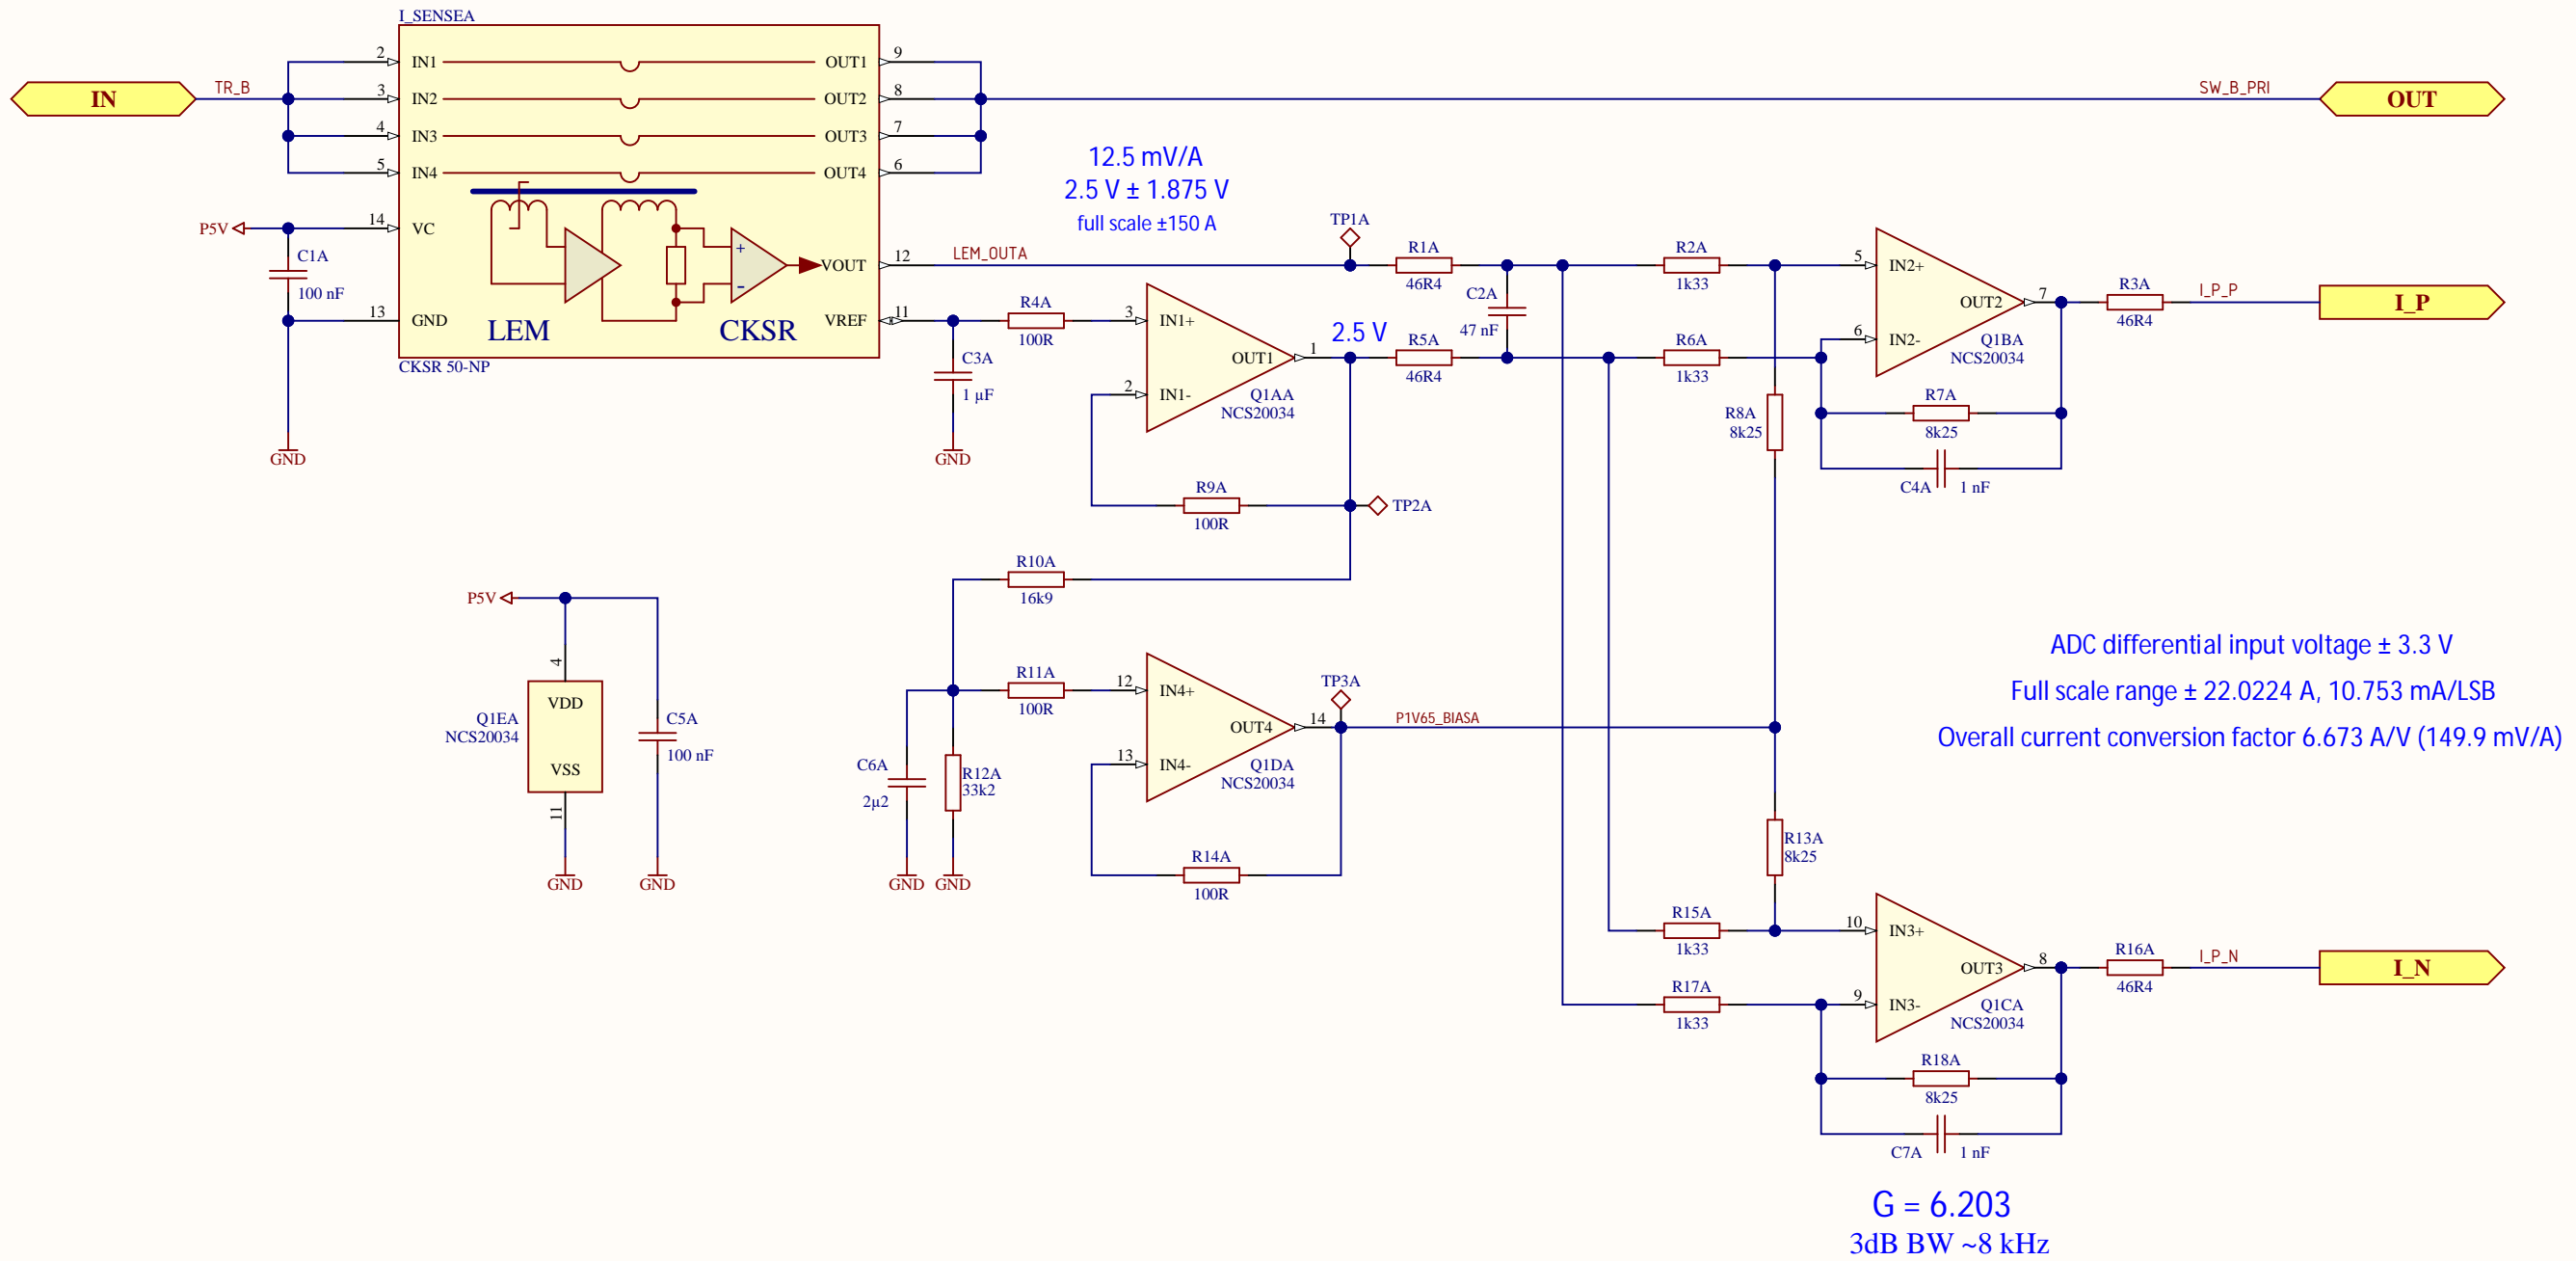 I_SENSEA
IN
TR_B
2
IN1
OUT1
9
3
IN2
OUT2
8
4
IN3
OUT3
7
5
IN4
OUT4
6
SW_B_PRI
OUT
P5V
14
VC
C1A
100 nF
13
GND
GND
+
-
VOUT
12
LEM_OUTA
LEM
CKSR
VREF
11
CKSR 50-NP
12.5 mV/A
2.5 V ± 1.875 V
full scale ±150 A
TP1A
R1A
46R4
C2A
47 nF
R2A
1k33
R4A
100R
C3A
1 µF
GND
3
IN1+
2
IN1-
OUT1
1
Q1AA
NCS20034
2.5 V
R5A
46R4
R6A
1k33
R9A
100R
TP2A
5
IN2+
6
IN2-
OUT2
7
Q1BA
NCS20034
R3A
46R4
I_P_P
I_P
R8A
8k25
R7A
8k25
C4A
1 nF
R10A
16k9
P5V
4
VDD
Q1EA
NCS20034
VSS
11
GND
C5A
100 nF
GND
R11A
100R
C6A
2µ2
GND
R12A
33k2
GND
12
IN4+
13
IN4-
OUT4
14
Q1DA
NCS20034
TP3A
P1V65_BIASA
R14A
100R
ADC differential input voltage ± 3.3 V
Full scale range ± 22.0224 A, 10.753 mA/LSB
Overall current conversion factor 6.673 A/V (149.9 mV/A)
R13A
8k25
R15A
1k33
R17A
1k33
10
IN3+
9
IN3-
OUT3
8
Q1CA
NCS20034
R16A
46R4
I_P_N
I_N
R18A
8k25
C7A
1 nF
G = 6.203
3dB BW ~8 kHz